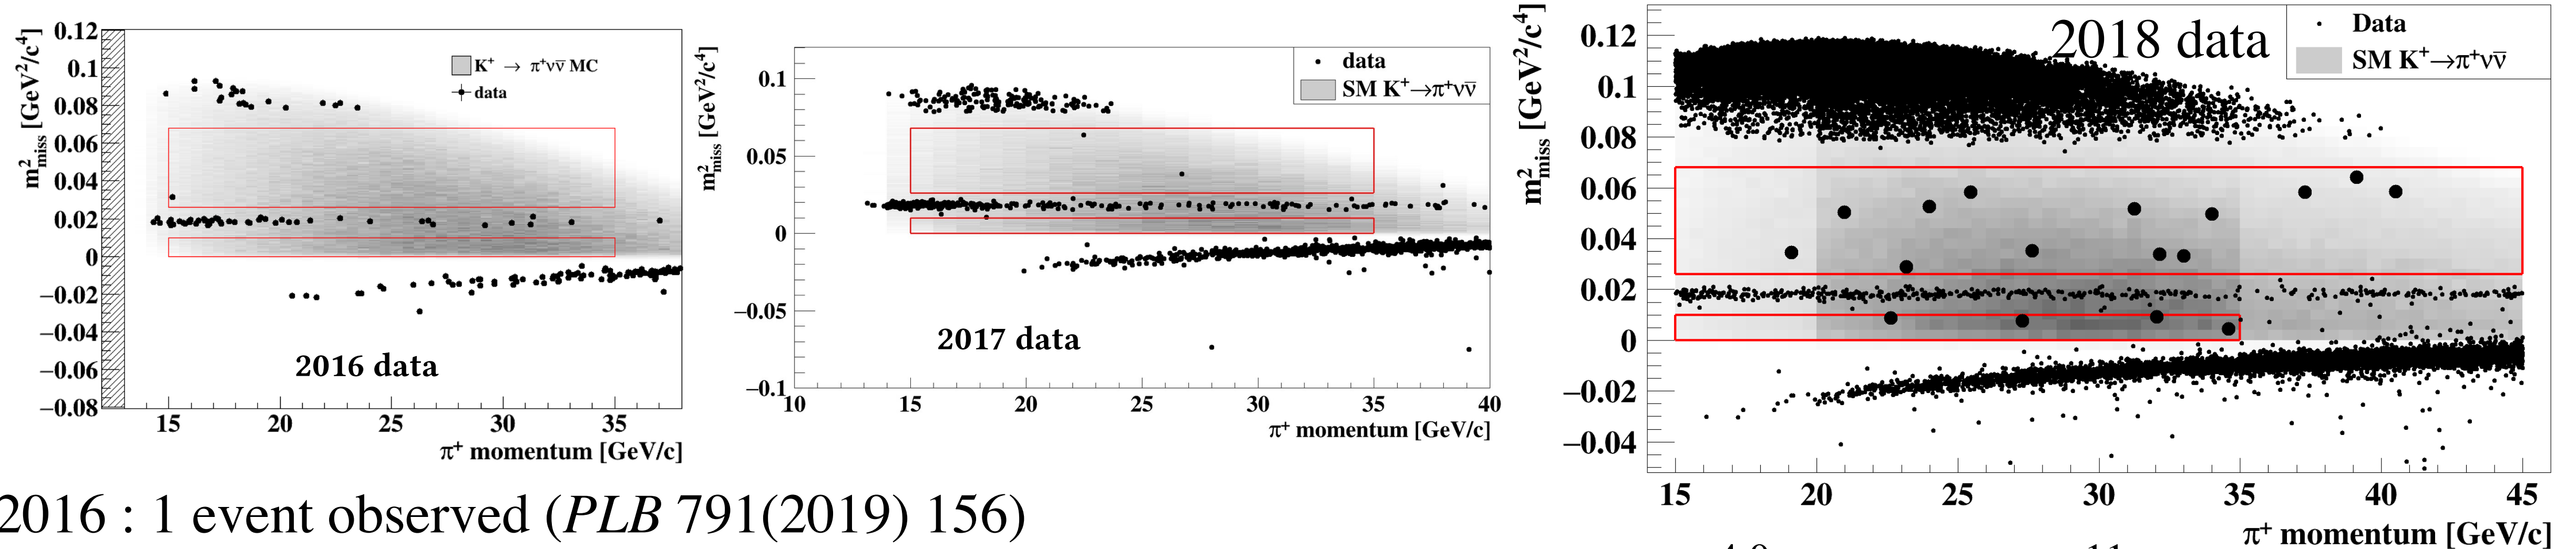 0.12
0.1
0.08
0.06
0.04
0.02
0
−0.02
−0.04
−0.06
−0.08
m²miss [GeV²/c⁴]
K⁺ → π⁺νν̅ MC
data
2016 data
15 20 25 30 35
π⁺ momentum [GeV/c]
0.1
0.05
0
−0.05
−0.1
m²miss [GeV²/c⁴]
data
SM K⁺→π⁺νν̅
2017 data
10 15 20 25 30 35 40
π⁺ momentum [GeV/c]
0.12
0.1
0.08
0.06
0.04
0.02
0
−0.02
−0.04
m²miss [GeV²/c⁴]
2018 data
Data
SM K⁺→π⁺νν̅
15 20 25 30 35 40 45
π⁺ momentum [GeV/c]
2016 : 1 event observed (PLB 791(2019) 156)